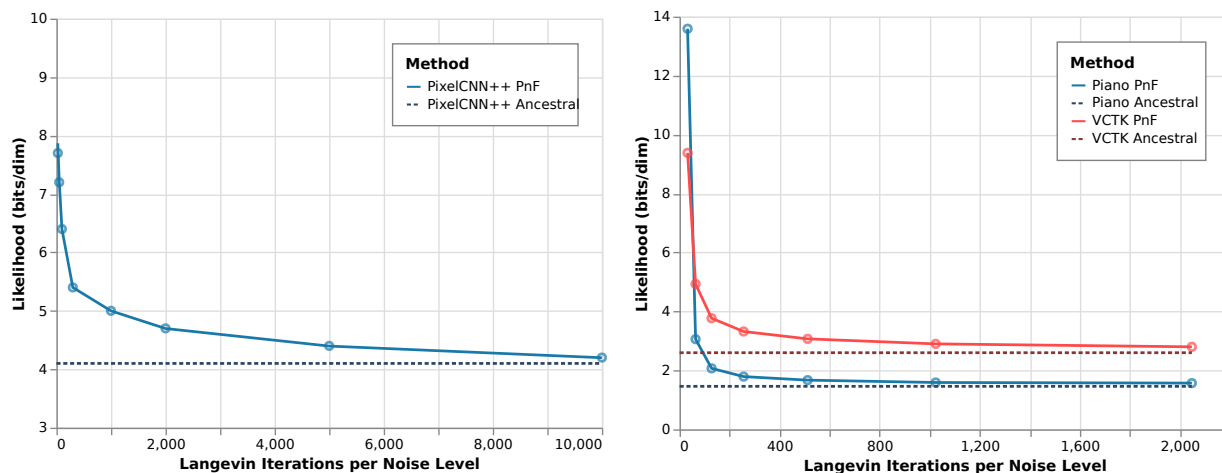 10
9
8
7
6
5
4
3
Likelihood (bits/dim)
Method
PixelCNN++ PnF
PixelCNN++ Ancestral
0
2,000
4,000
6,000
8,000
10,000
Langevin Iterations per Noise Level
14
12
10
8
6
4
2
0
Likelihood (bits/dim)
Method
Piano PnF
Piano Ancestral
VCTK PnF
VCTK Ancestral
0
400
800
1,200
1,600
2,000
Langevin Iterations per Noise Level